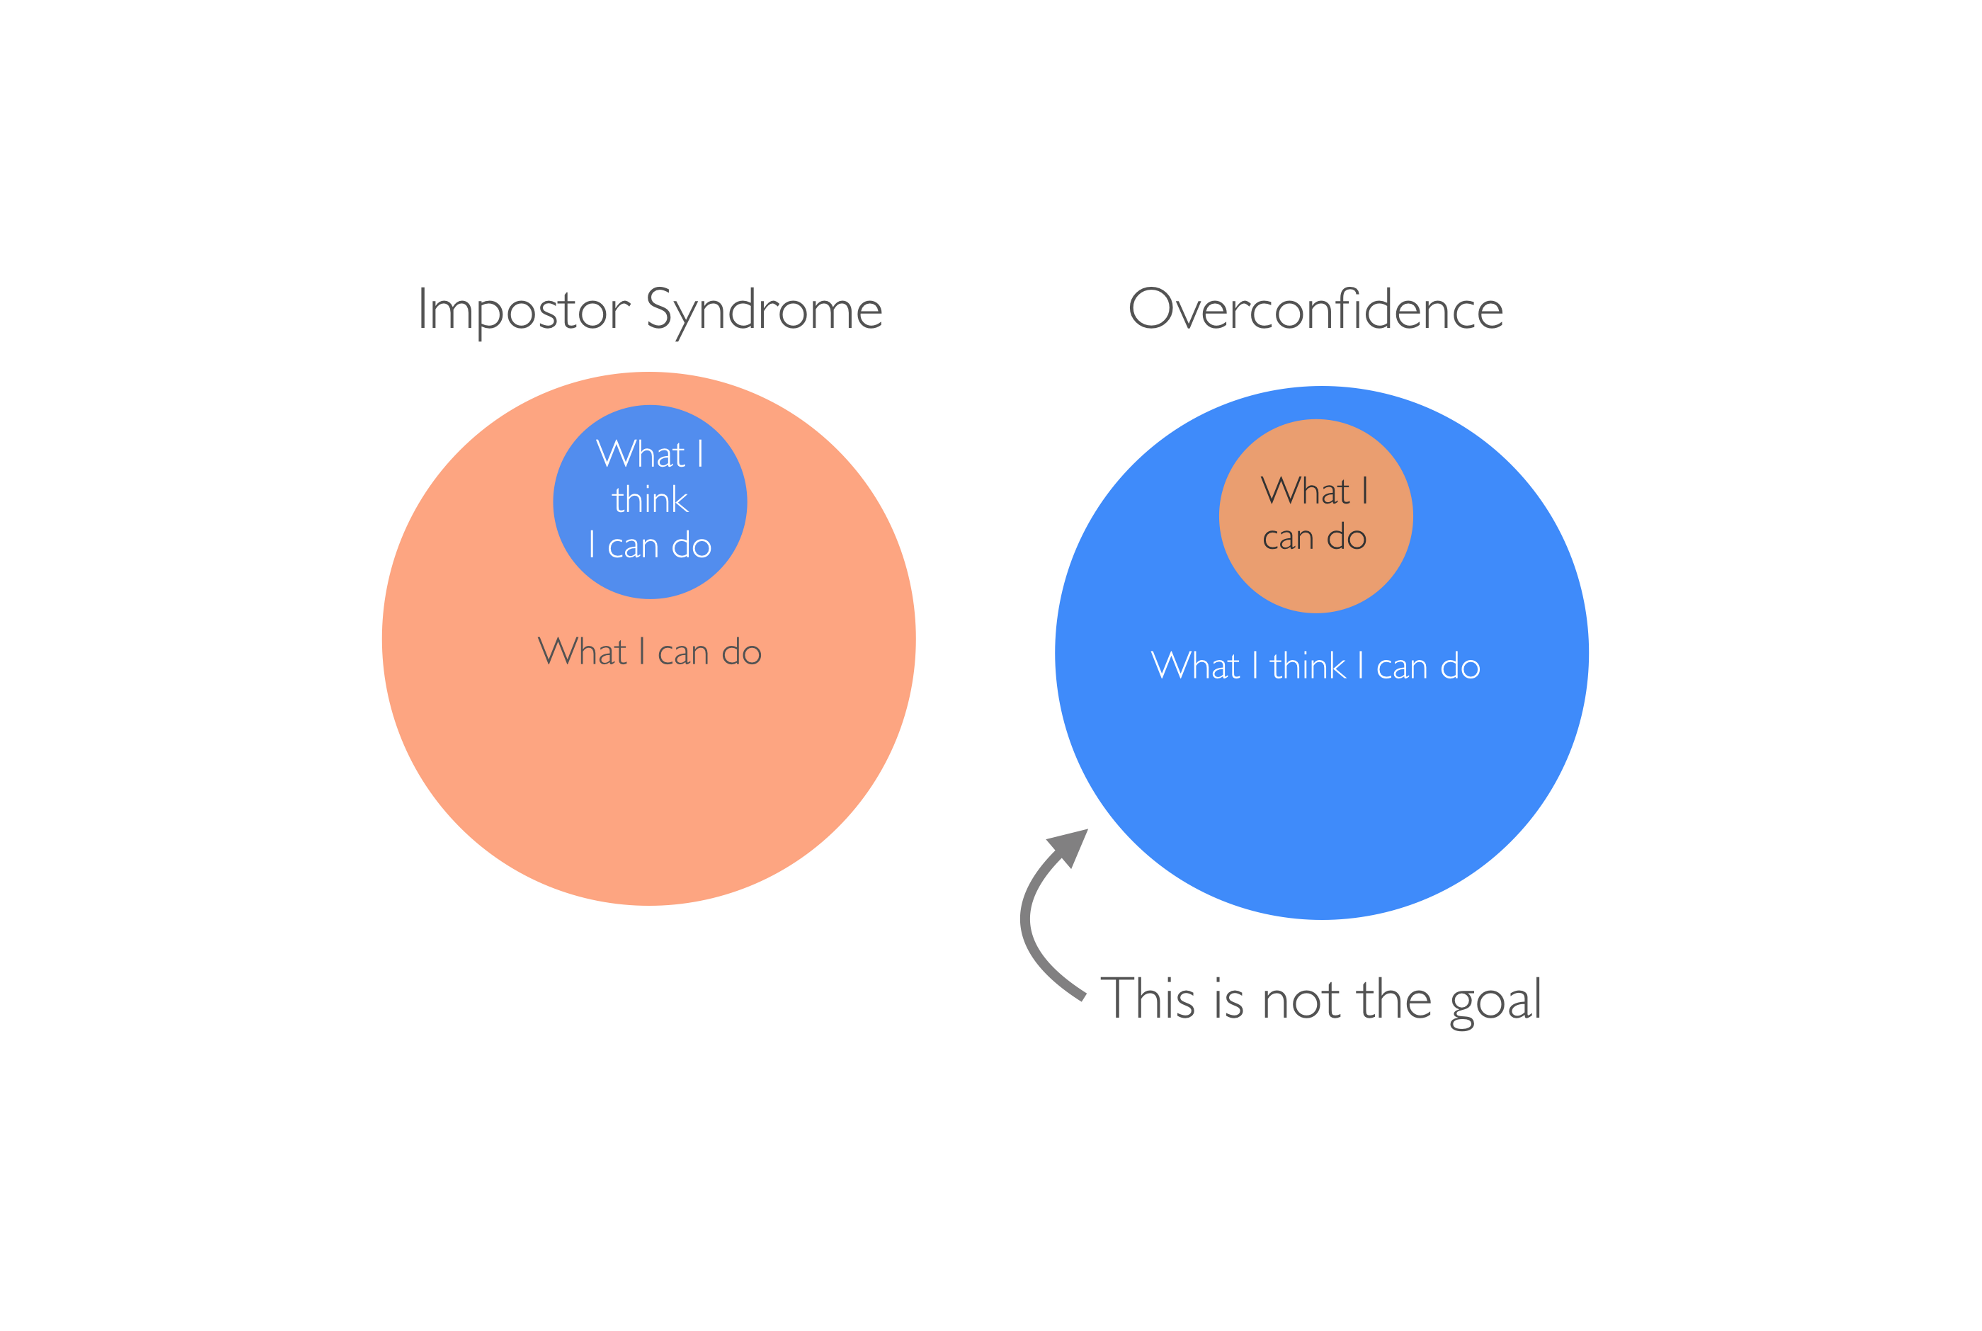 Impostor Syndrome
What I
think
I can do
What I can do
Overconfidence
What I
can do
What I think I can do
This is not the goal